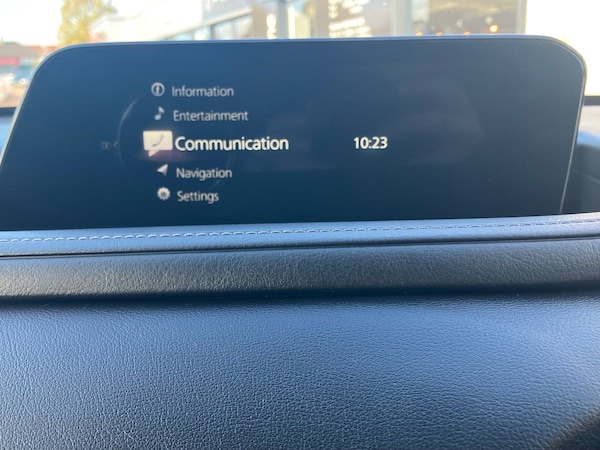 Information
Entertainment
Communication 10:23
Navigation
Settings